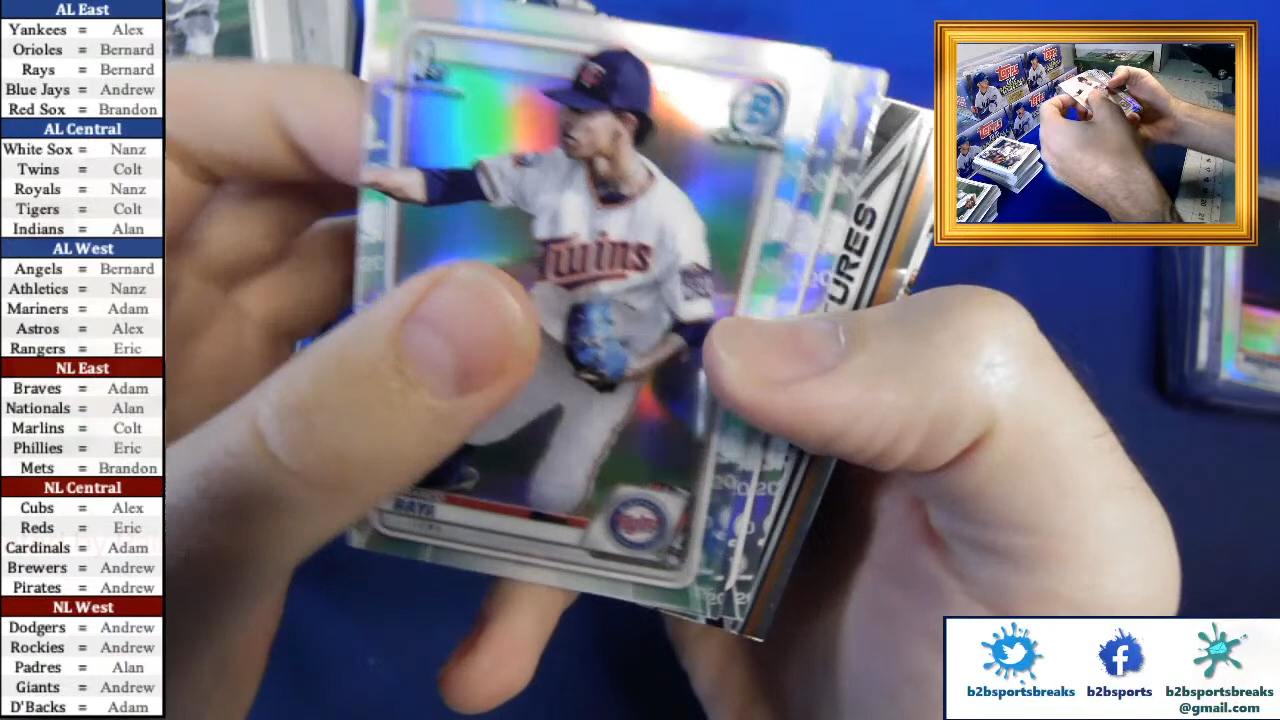 AL East
Yankees = Alex
Orioles = Bernard
Rays = Bernard
Blue Jays = Andrew
Red Sox = Brandon
AL Central
White Sox = Nanz
Twins = Colt
Royals = Nanz
Tigers = Colt
Indians = Alan
AL West
Angels = Bernard
Athletics = Nanz
Mariners = Adam
Astros = Alex
Rangers = Eric
NL East
Braves = Adam
Nationals = Alan
Marlins = Colt
Phillies = Eric
Mets = Brandon
NL Central
Cubs = Alex
Reds = Eric
Cardinals = Adam
Brewers = Andrew
Pirates = Andrew
NL West
Dodgers = Andrew
Rockies = Andrew
Padres = Alan
Giants = Andrew
D'Backs = Adam
B
Twins
URES
Topps
Topps
Topps
b2bsportsbreaks
b2bsports
b2bsportsbreaks
@gmail.com